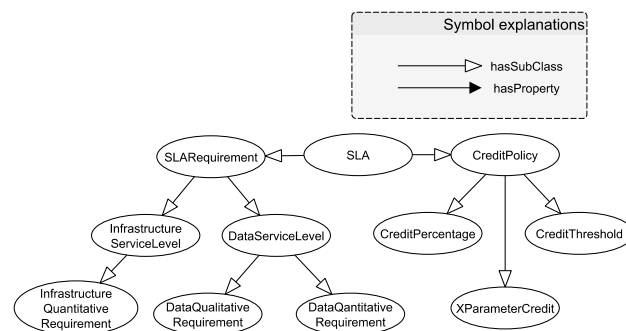 Symbol explanations
hasSubClass
hasProperty
SLARequirement
SLA
CreditPolicy
Infrastructure
ServiceLevel
DataServiceLevel
CreditPercentage
CreditThreshold
Infrastructure
Quantitative
Requirement
DataQualitative
Requirement
DataQantitative
Requirement
XParameterCredit